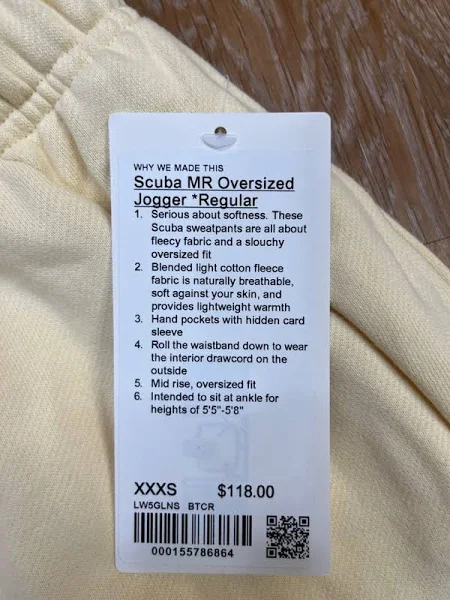 WHY WE MADE THIS
Scuba MR Oversized
Jogger *Regular
1. Serious about softness. These
Scuba sweatpants are all about
fleecy fabric and a slouchy
oversized fit
2. Blended light cotton fleece
fabric is naturally breathable,
soft against your skin, and
provides lightweight warmth
3. Hand pockets with hidden card
sleeve
4. Roll the waistband down to wear
the interior drawcord on the
outside
5. Mid rise, oversized fit
6. Intended to sit at ankle for
heights of 5'5"-5'8"
XXXS $118.00
LW5GLNS BTCR
000155786864